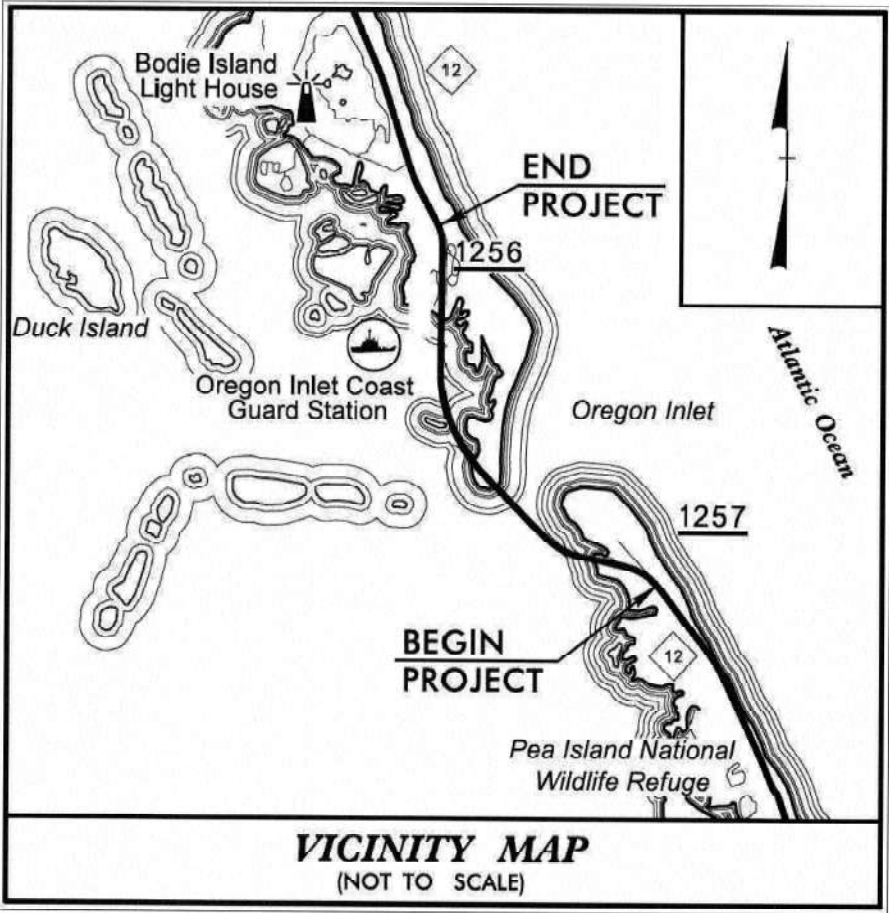 Bodie Island
Light House
12
END
PROJECT
1256
Duck Island
Oregon Inlet Coast
Guard Station
Oregon Inlet
Atlantic Ocean
1257
BEGIN
PROJECT
12
Pea Island National
Wildlife Refuge
VICINITY MAP
(NOT TO SCALE)